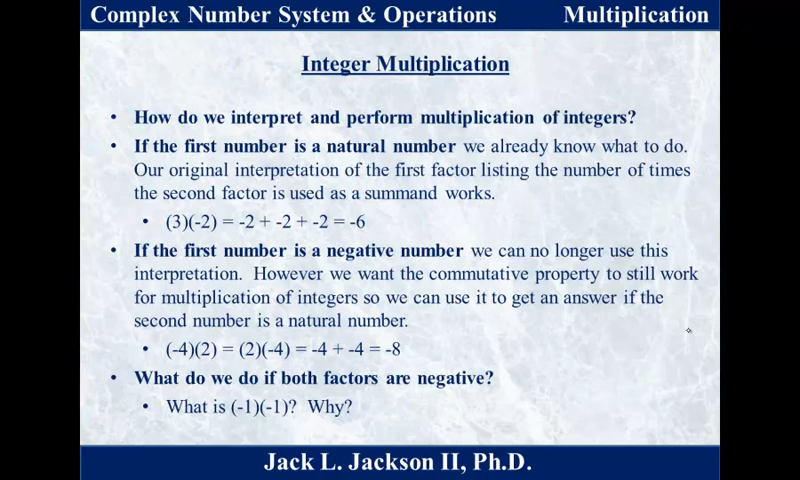 Complex Number System & Operations Multiplication
Integer Multiplication
• How do we interpret and perform multiplication of integers?
• If the first number is a natural number we already know what to do.
Our original interpretation of the first factor listing the number of times
the second factor is used as a summand works.
• (3)(-2) = -2 + -2 + -2 = -6
• If the first number is a negative number we can no longer use this
interpretation. However we want the commutative property to still work
for multiplication of integers so we can use it to get an answer if the
second number is a natural number.
• (-4)(2) = (2)(-4) = -4 + -4 = -8
• What do we do if both factors are negative?
• What is (-1)(-1)? Why?
Jack L. Jackson II, Ph.D.